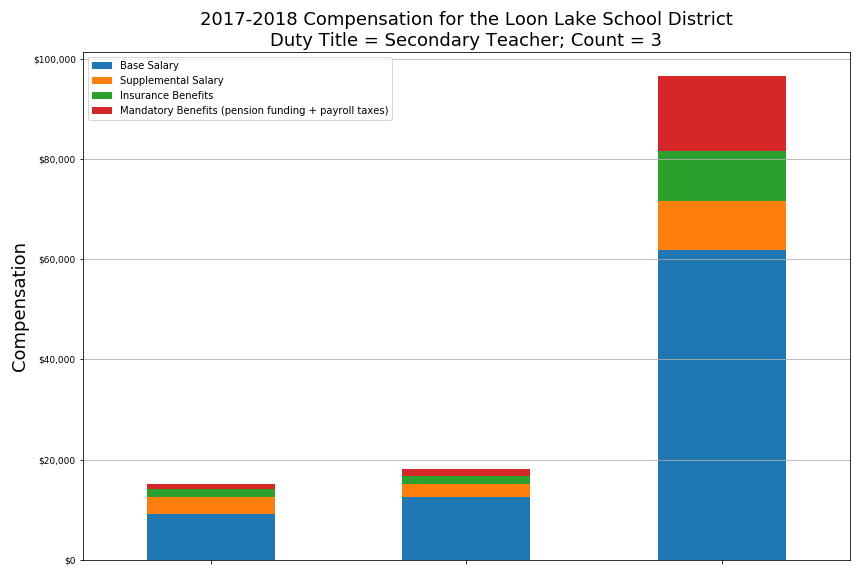 2017-2018 Compensation for the Loon Lake School District
Duty Title = Secondary Teacher; Count = 3
$100,000
Base Salary
Supplemental Salary
Insurance Benefits
Mandatory Benefits (pension funding + payroll taxes)
$80,000
$60,000
Compensation
$40,000
$20,000
$0